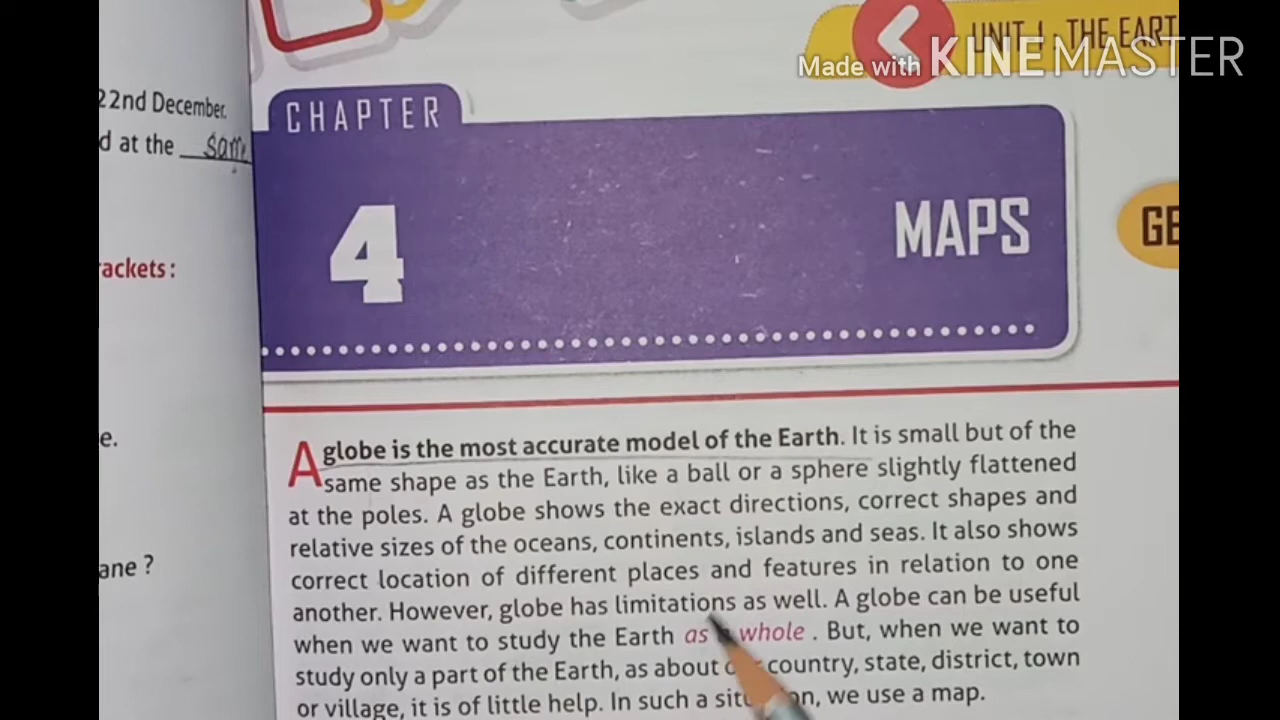 UNIT 1 - THE EART
Made with KINEMASTER
22nd December.
d at the same
rackets :
e.
ane ?
CHAPTER
4
MAPS
GE
A globe is the most accurate model of the Earth. It is small but of the
same shape as the Earth, like a ball or a sphere slightly flattened
at the poles. A globe shows the exact directions, correct shapes and
relative sizes of the oceans, continents, islands and seas. It also shows
correct location of different places and features in relation to one
another. However, globe has limitations as well. A globe can be useful
when we want to study the Earth as a whole . But, when we want to
study only a part of the Earth, as about our country, state, district, town
or village, it is of little help. In such a situation, we use a map.